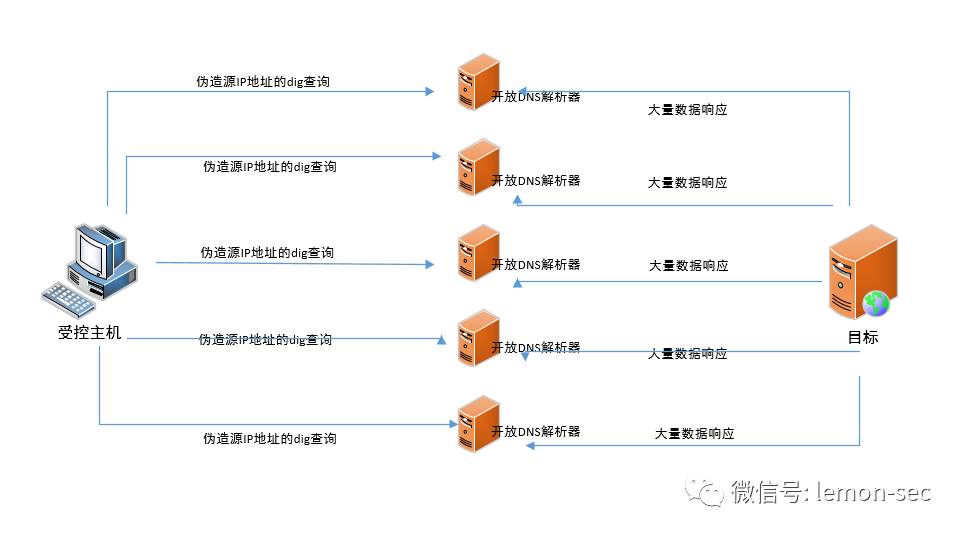 伪造源IP地址的dig查询
开放DNS解析器
大量数据响应
伪造源IP地址的dig查询
开放DNS解析器
大量数据响应
伪造源IP地址的dig查询
开放DNS解析器
大量数据响应
受控主机
目标
伪造源IP地址的dig查询
开放DNS解析器
大量数据响应
伪造源IP地址的dig查询
开放DNS解析器
大量数据响应
微信号: lemon-sec